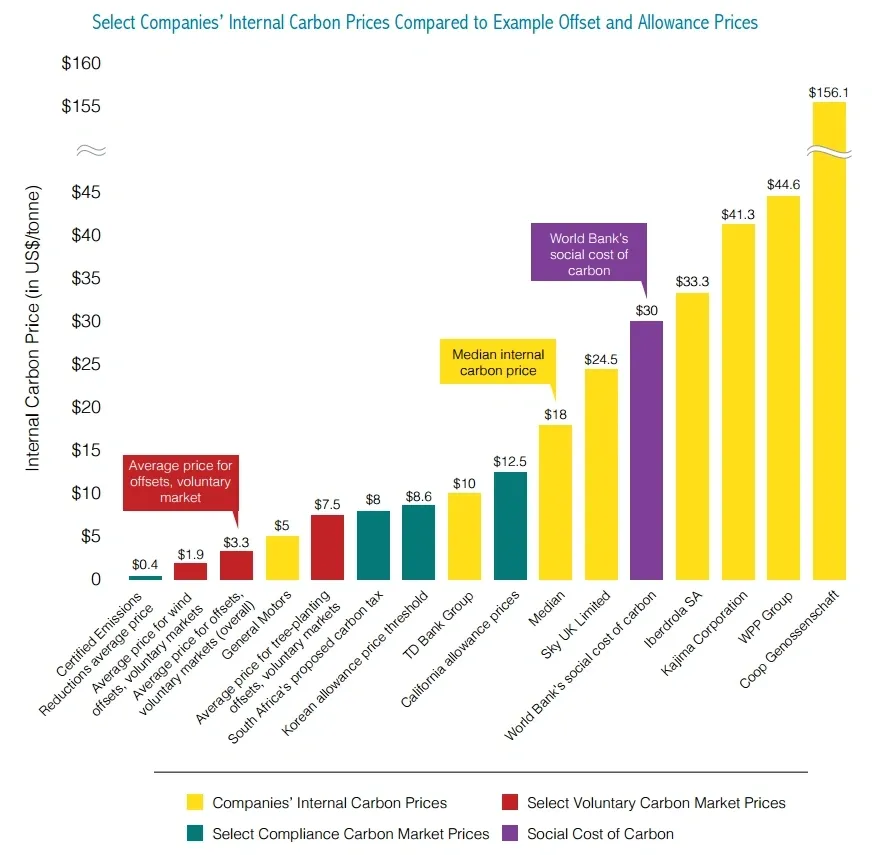 Select Companies' Internal Carbon Prices Compared to Example Offset and Allowance Prices
Internal Carbon Price (in US$/tonne)
$160
$155
$45
$40
$35
$30
$25
$20
$15
$10
$5
0
$0.4
$1.9
$3.3
$5
$7.5
$8
$8.6
$10
$12.5
$18
$24.5
$30
$33.3
$41.3
$44.6
$156.1
Average price for
offsets, voluntary
market
Median internal
carbon price
World Bank's
social cost of
carbon
Certified Emissions
Reductions average price
Average price for wind
offsets, voluntary markets
Average price for offsets,
voluntary markets (overall)
General Motors
Average price for tree-planting
offsets, voluntary markets
South Africa's proposed carbon tax
Korean allowance price threshold
TD Bank Group
California allowance prices
Median
Sky UK Limited
World Bank's social cost of carbon
Iberdrola SA
Kajima Corporation
WPP Group
Coop Genossenschaft
Companies' Internal Carbon Prices
Select Voluntary Carbon Market Prices
Select Compliance Carbon Market Prices
Social Cost of Carbon